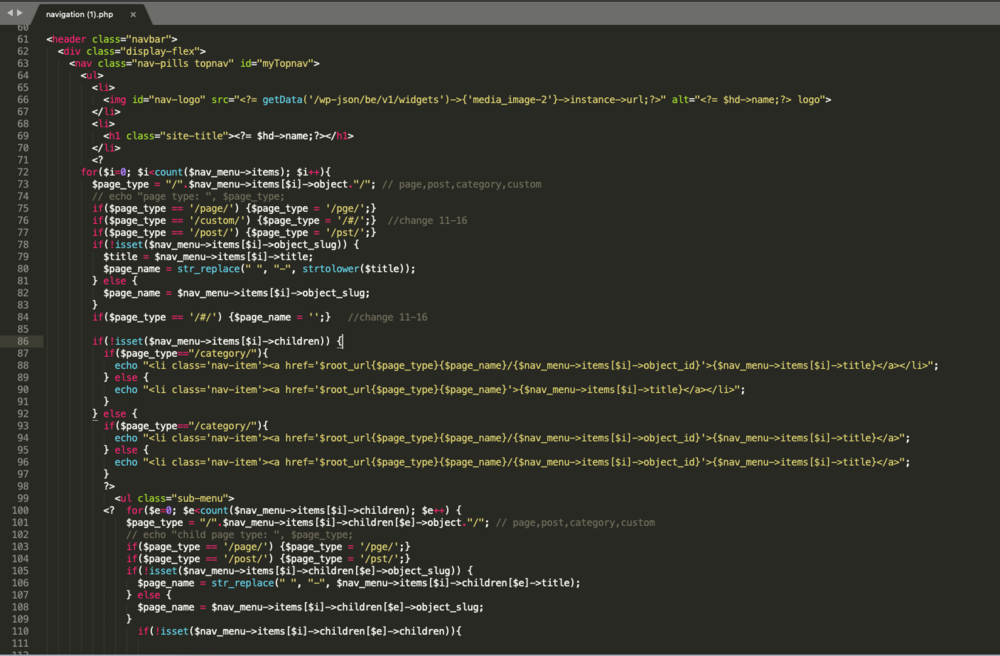 navigation (1).php ×
60
61 <header class="navbar">
62 <div class="display-flex">
63 <nav class="nav-pills topnav" id="myTopnav">
64 <ul>
65 <li>
66 <img id="nav-logo" src="<?= getData('/wp-json/be/v1/widgets')->{'media_image-2'}->instance->url;?>" alt="<?= $hd->name;?> logo">
67 </li>
68 <li>
69 <h1 class="site-title"><?= $hd->name;?></h1>
70 </li>
71 <?
72 for($i=0; $i<count($nav_menu->items); $i++){
73 $page_type = "/".$nav_menu->items[$i]->object."/"; // page,post,category,custom
74 // echo "page type: ", $page_type;
75 if($page_type == '/page/') {$page_type = '/pge/';}
76 if($page_type == '/custom/') {$page_type = '/#/';} //change 11-16
77 if($page_type == '/post/') {$page_type = '/pst/';}
78 if(!isset($nav_menu->items[$i]->object_slug)) {
79 $title = $nav_menu->items[$i]->title;
80 $page_name = str_replace(" ", "-", strtolower($title));
81 } else {
82 $page_name = $nav_menu->items[$i]->object_slug;
83 }
84 if($page_type == '/#/') {$page_name = '';} //change 11-16
85
86 if(!isset($nav_menu->items[$i]->children)) {
87 if($page_type=="/category/"){
88 echo "<li class='nav-item'><a href='$root_url{$page_type}{$page_name}/{$nav_menu->items[$i]->object_id}'>{$nav_menu->items[$i]->title}</a></li>";
89 } else {
90 echo "<li class='nav-item'><a href='$root_url{$page_type}{$page_name}'>{$nav_menu->items[$i]->title}</a></li>";
91 }
92 } else {
93 if($page_type=="/category/"){
94 echo "<li class='nav-item'><a href='$root_url{$page_type}{$page_name}/{$nav_menu->items[$i]->object_id}'>{$nav_menu->items[$i]->title}</a>";
95 } else {
96 echo "<li class='nav-item'><a href='$root_url{$page_type}{$page_name}/{$nav_menu->items[$i]->object_id}'>{$nav_menu->items[$i]->title}</a>";
97 }
98 ?>
99 <ul class="sub-menu">
100 <? for($e=0; $e<count($nav_menu->items[$i]->children); $e++) {
101 $page_type = "/".$nav_menu->items[$i]->children[$e]->object."/"; // page,post,category,custom
102 // echo "child page type: ", $page_type;
103 if($page_type == '/page/') {$page_type = '/pge/';}
104 if($page_type == '/post/') {$page_type = '/pst/';}
105 if(!isset($nav_menu->items[$i]->children[$e]->object_slug)) {
106 $page_name = str_replace(" ", "-", $nav_menu->items[$i]->children[$e]->title);
107 } else {
108 $page_name = $nav_menu->items[$i]->children[$e]->object_slug;
109 }
110 if(!isset($nav_menu->items[$i]->children[$e]->children)){
111